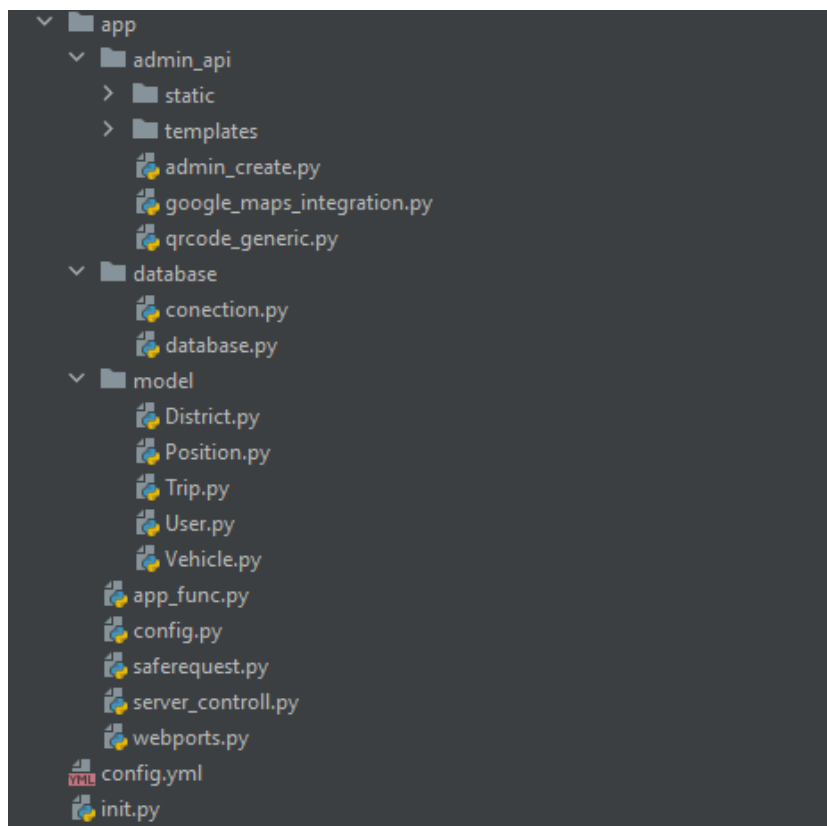 app
admin_api
static
templates
admin_create.py
google_maps_integration.py
qrcode_generic.py
database
conection.py
database.py
model
District.py
Position.py
Trip.py
User.py
Vehicle.py
app_func.py
config.py
saferequest.py
server_controll.py
webports.py
YML config.yml
init.py